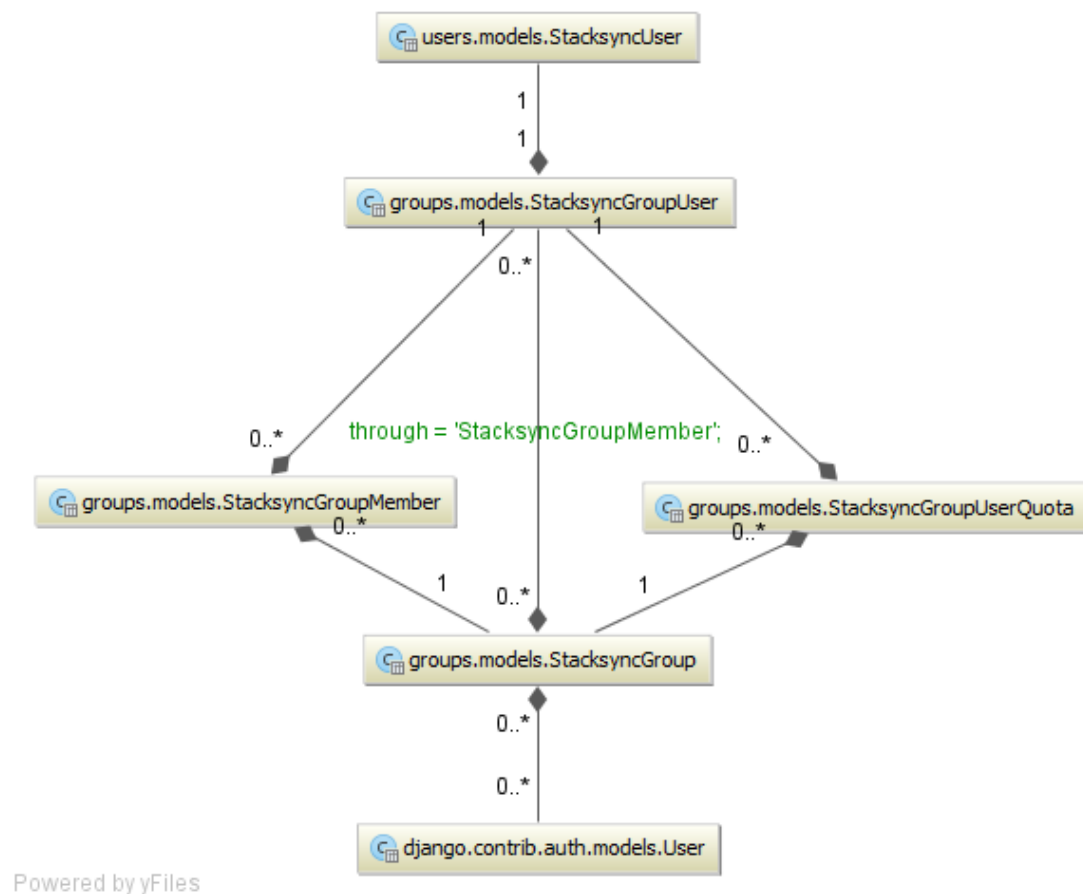 users.models.StacksyncUser
1
1
groups.models.StacksyncGroupUser
1
1
0..*
0..*
through = 'StacksyncGroupMember';
0..*
groups.models.StacksyncGroupMember
groups.models.StacksyncGroupUserQuota
0..*
0..*
1
1
0..*
groups.models.StacksyncGroup
0..*
0..*
django.contrib.auth.models.User
Powered by yFiles